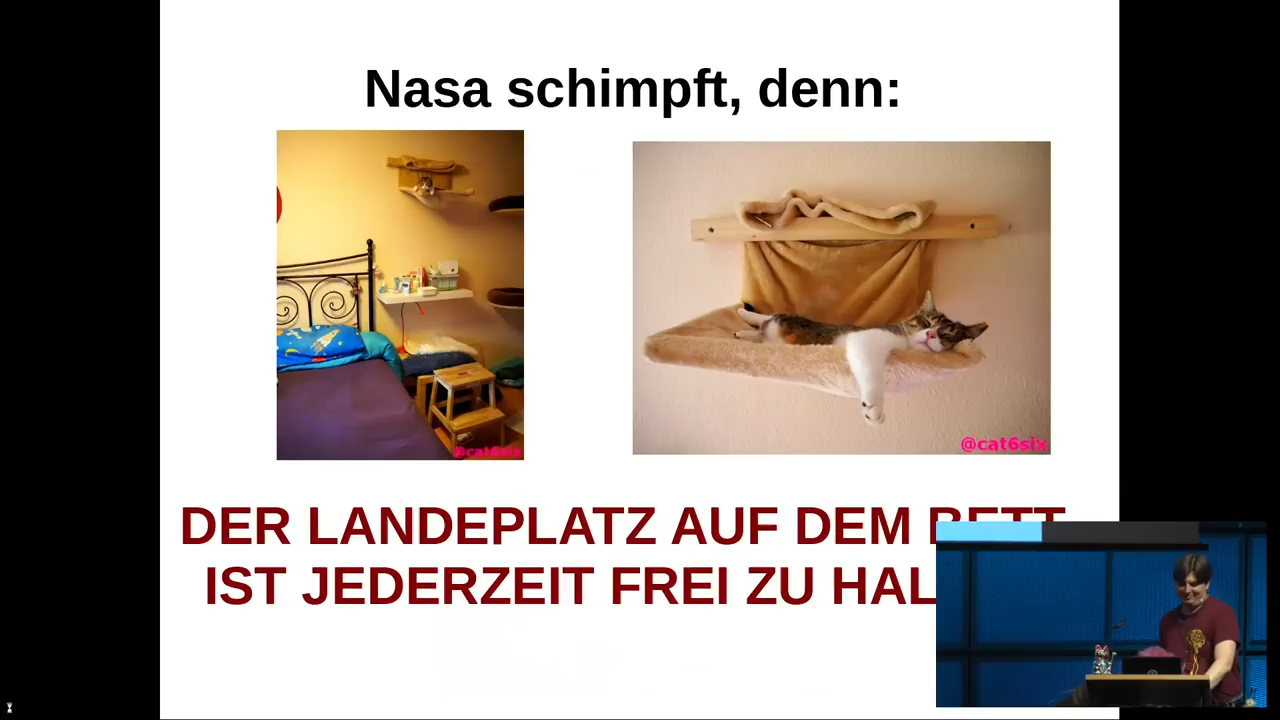 Nasa schimpft, denn:
@cat6six
@cat6six
DER LANDEPLATZ AUF DEM BETT
IST JEDERZEIT FREI ZU HAL